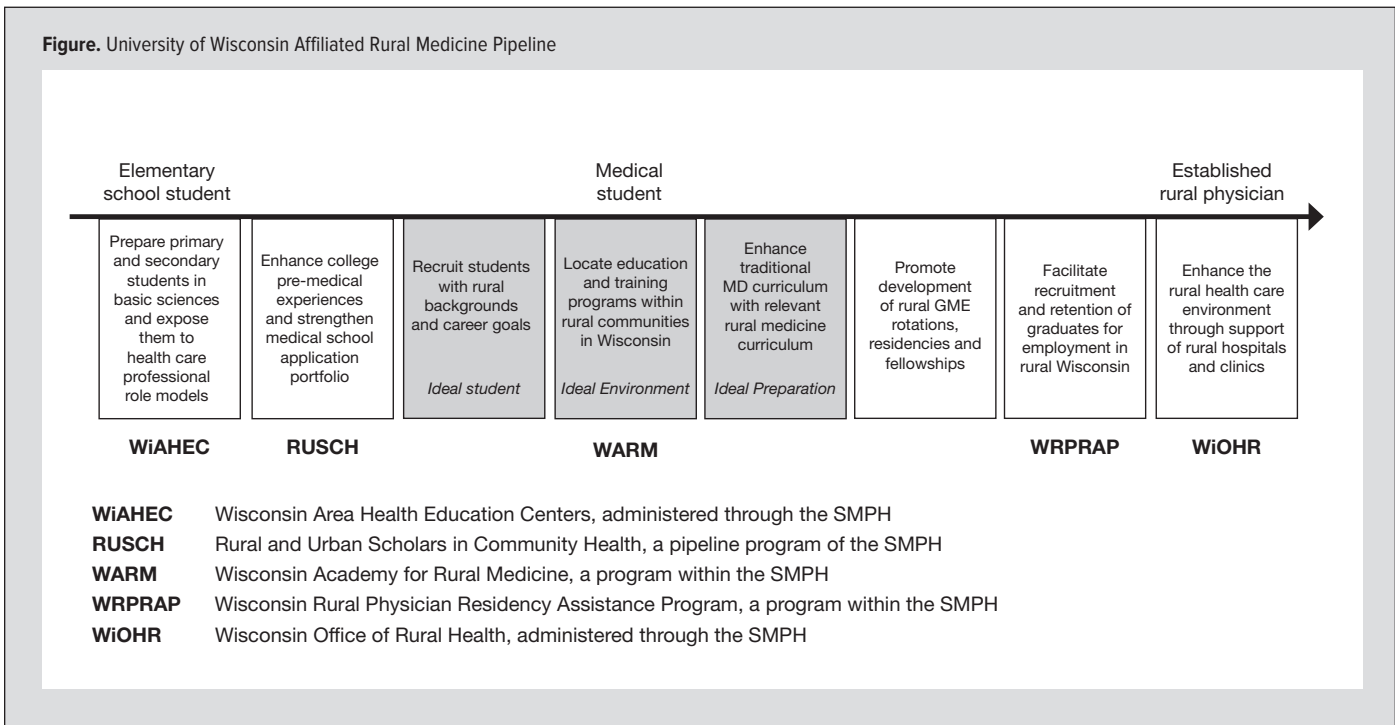 Figure. University of Wisconsin Affiliated Rural Medicine Pipeline
Elementary
school student
Medical
student
Established
rural physician
Prepare primary
and secondary
students in
basic sciences
and expose
them to
health care
professional
role models
Enhance college
pre-medical
experiences
and strengthen
medical school
application
portfolio
Recruit students
with rural
backgrounds
and career goals
Ideal student
Locate education
and training
programs within
rural communities
in Wisconsin
Ideal Environment
Enhance
traditional
MD curriculum
with relevant
rural medicine
curriculum
Ideal Preparation
Promote
development
of rural GME
rotations,
residencies and
fellowships
Facilitate
recruitment
and retention of
graduates for
employment in
rural Wisconsin
Enhance the
rural health care
environment
through support
of rural hospitals
and clinics
WiAHEC
RUSCH
WARM
WRPRAP
WiOHR
WiAHEC Wisconsin Area Health Education Centers, administered through the SMPH
RUSCH Rural and Urban Scholars in Community Health, a pipeline program of the SMPH
WARM Wisconsin Academy for Rural Medicine, a program within the SMPH
WRPRAP Wisconsin Rural Physician Residency Assistance Program, a program within the SMPH
WiOHR Wisconsin Office of Rural Health, administered through the SMPH